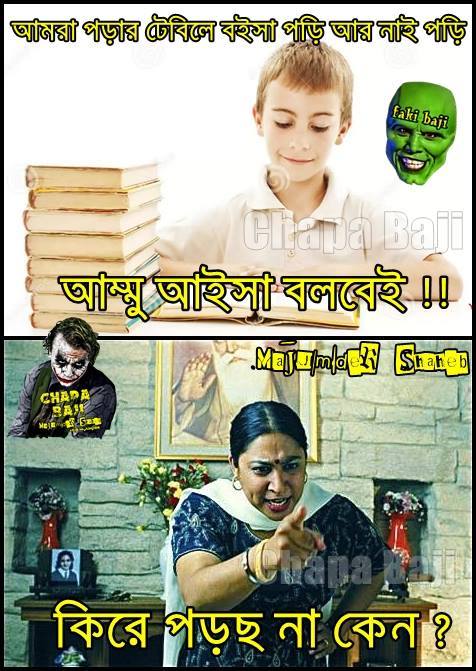 আমরা পড়ার টেবিলে বইসা পড়ি আর নাই পড়ি
faki baji
Chapa Baji
আম্মু আইসা বলবেই !!
CHAPA
BAJI
Chapa Baji
কিরে পড়ছ না কেন ?